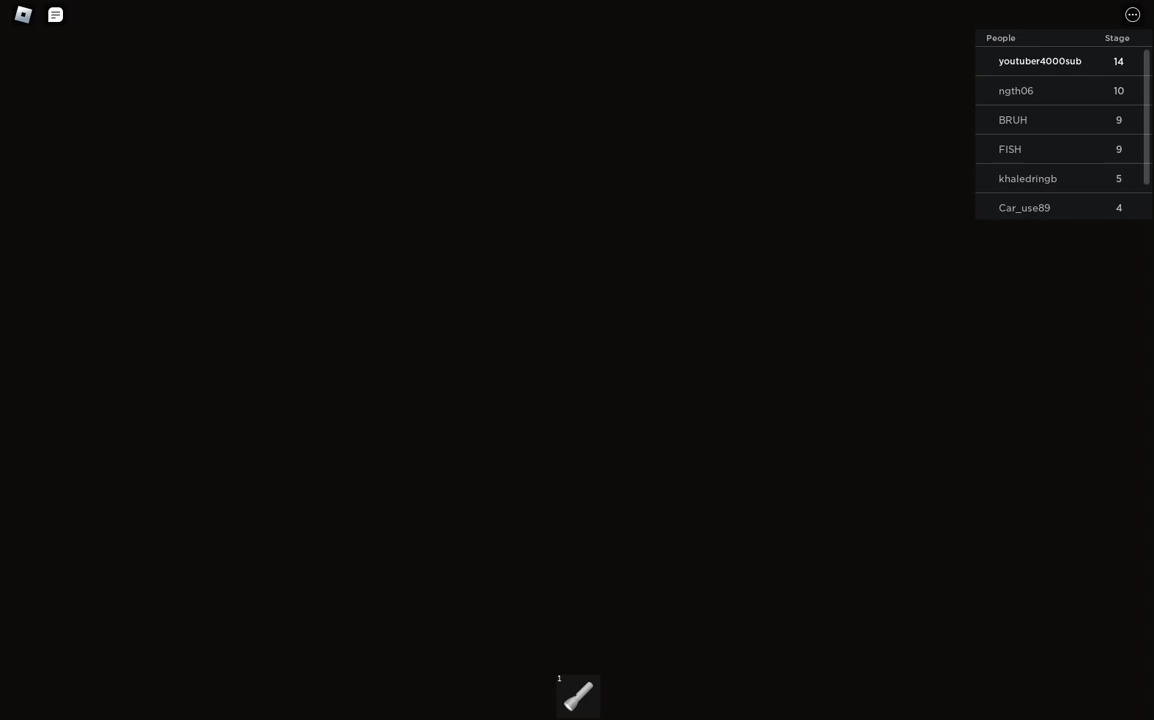 People Stage
youtuber4000sub 14
ngth06 10
BRUH 9
FISH 9
khaledringb 5
Car_use89 4
1